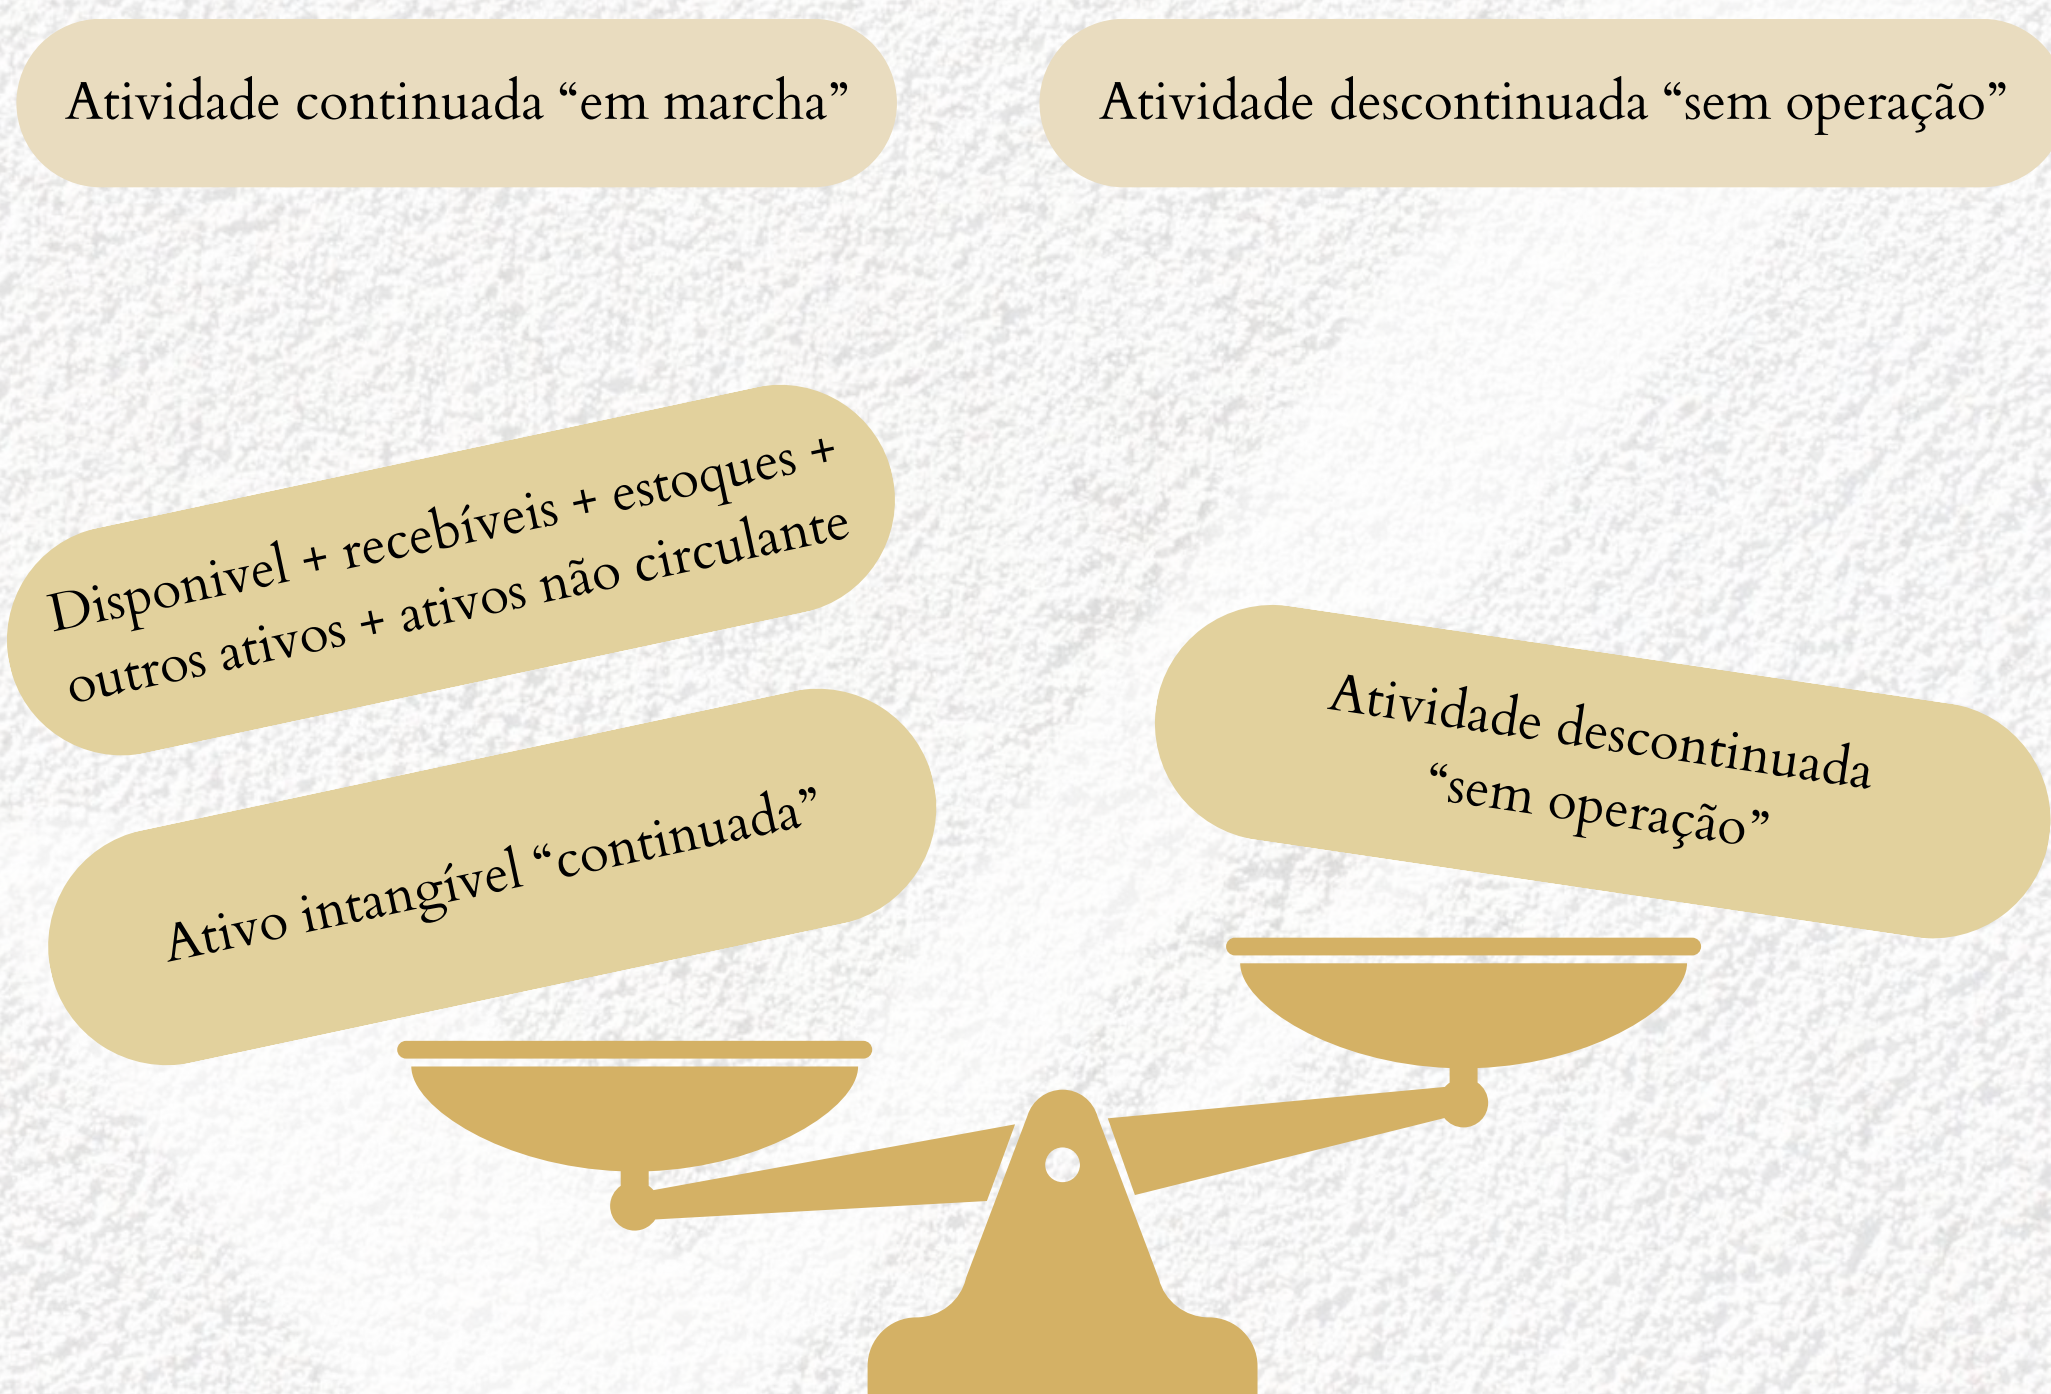 Atividade continuada “em marcha”
Atividade descontinuada “sem operação”
Disponivel + recebíveis + estoques +
outros ativos + ativos não circulante
Ativo intangível “continuada”
Atividade descontinuada
“sem operação”